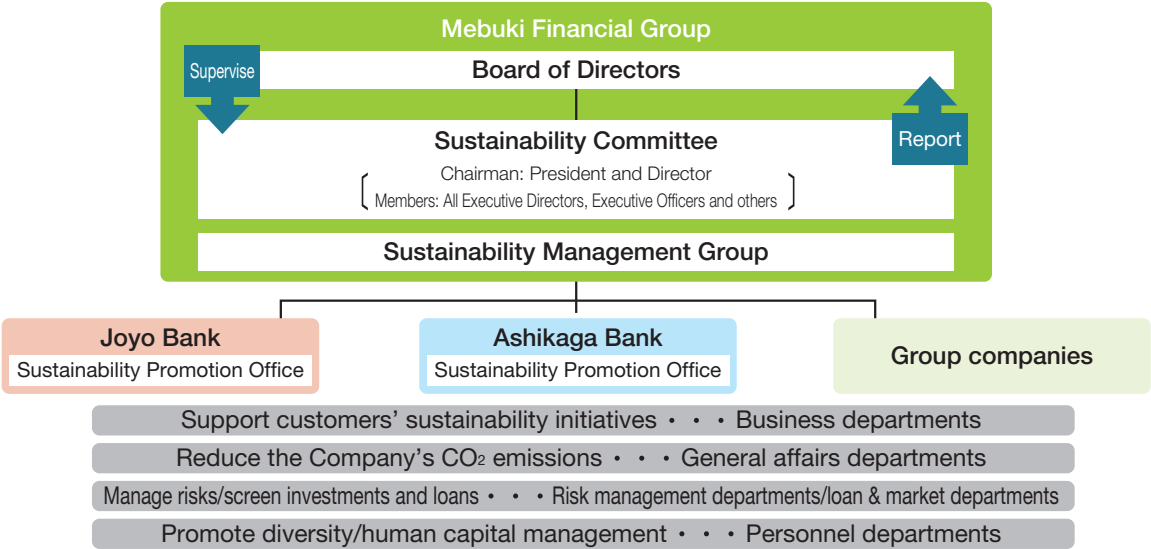 Mebuki Financial Group
Supervise
Board of Directors
Sustainability Committee
Report
Chairman: President and Director
Members: All Executive Directors, Executive Officers and others
Sustainability Management Group
Joyo Bank
Sustainability Promotion Office
Ashikaga Bank
Sustainability Promotion Office
Group companies
Support customers’ sustainability initiatives・・・Business departments
Reduce the Company’s CO₂ emissions・・・General affairs departments
Manage risks/screen investments and loans・・・Risk management departments/loan & market departments
Promote diversity/human capital management・・・Personnel departments